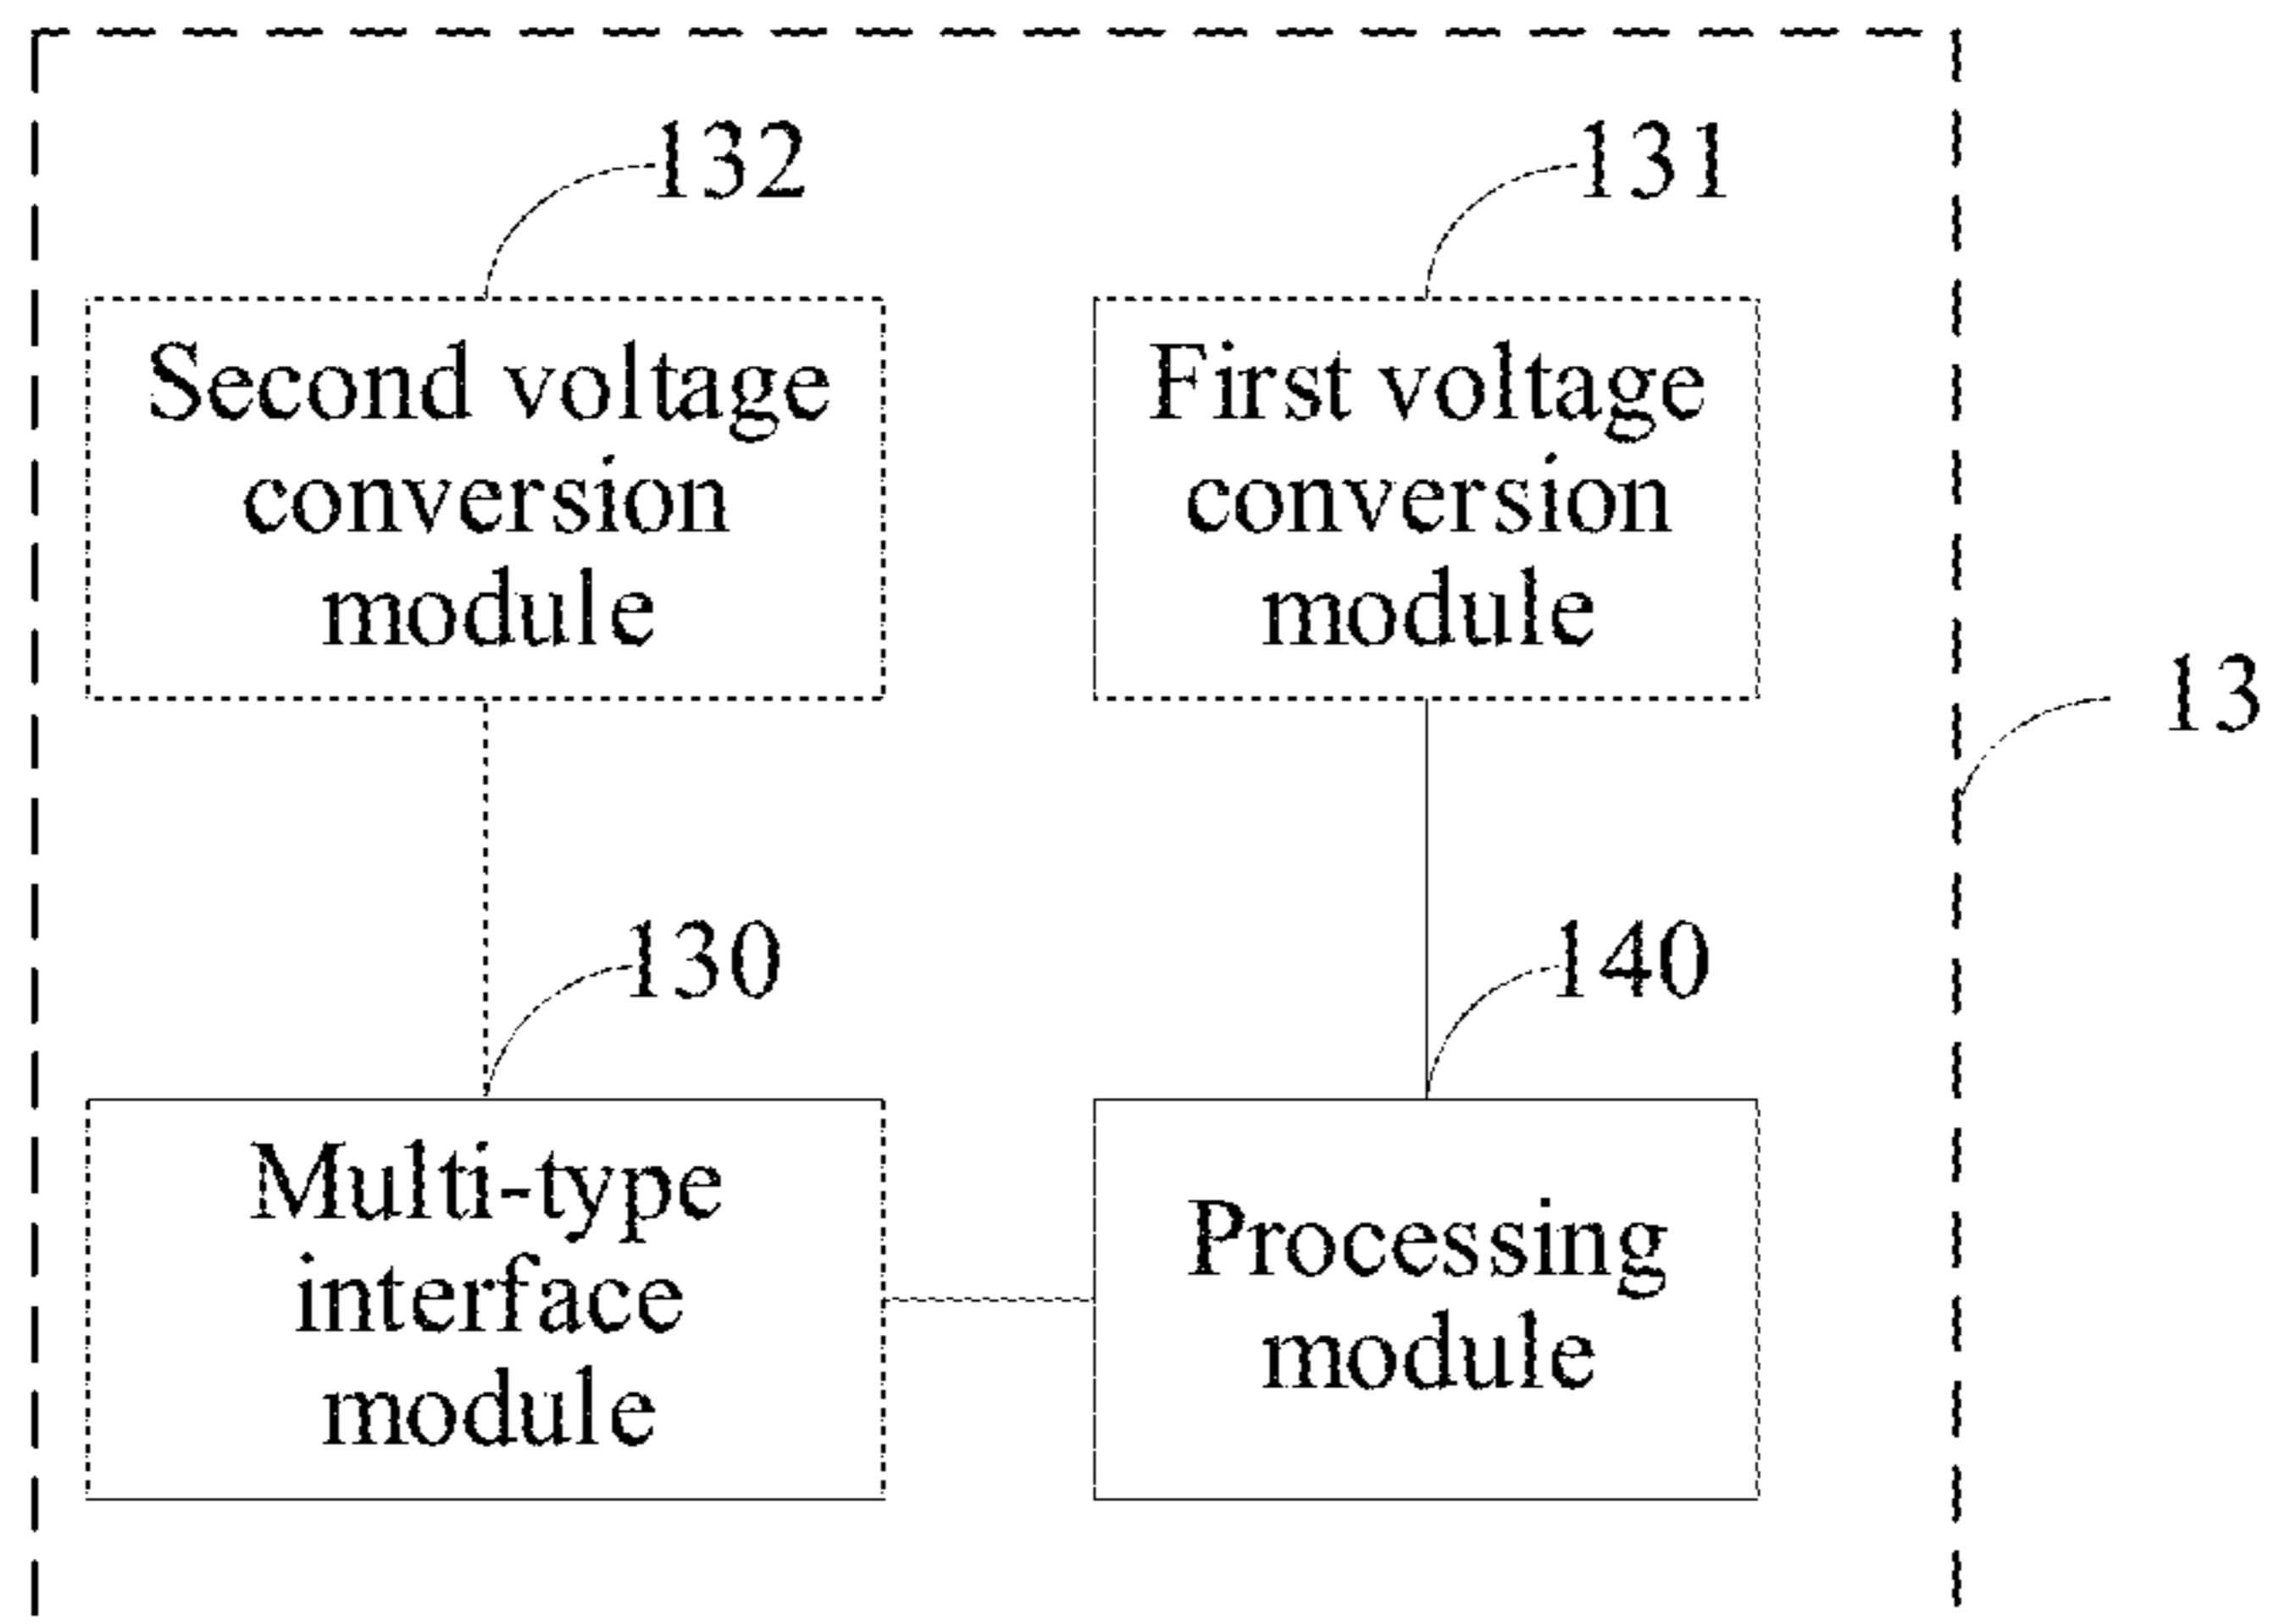 132
131
Second voltage
conversion
module
First voltage
conversion
module
13
130
140
Multi-type
interface
module
Processing
module